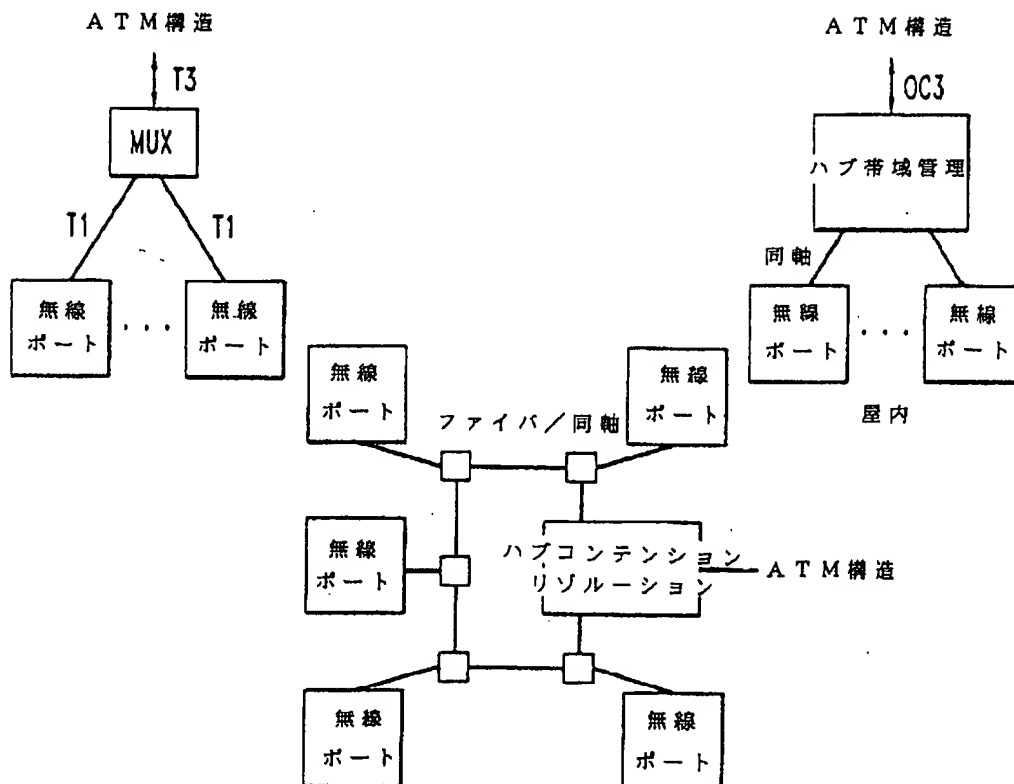 ATM構造
T3
MUX
T1
T1
無線
ポート
...
無線
ポート
ATM構造
OC3
ハブ帯域管理
同軸
無線
ポート
...
無線
ポート
屋内
無線
ポート
ファイバ/同軸
無線
ポート
無線
ポート
ハブコンテンション
リゾルーション
ATM構造
無線
ポート
無線
ポート